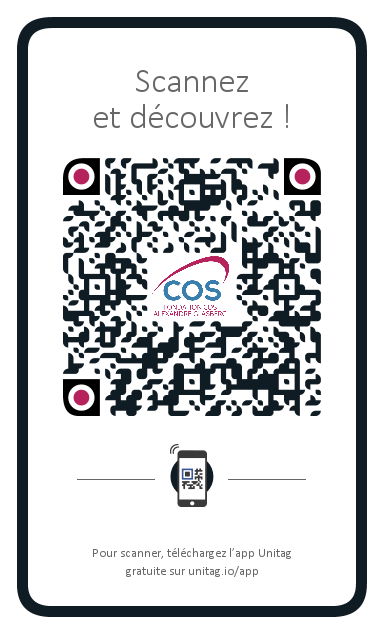 Scannez
et découvrez !
COS
FONDATION COS
ALEXANDRE GLASBERG
Pour scanner, téléchargez l'app Unitag
gratuite sur unitag.io/app